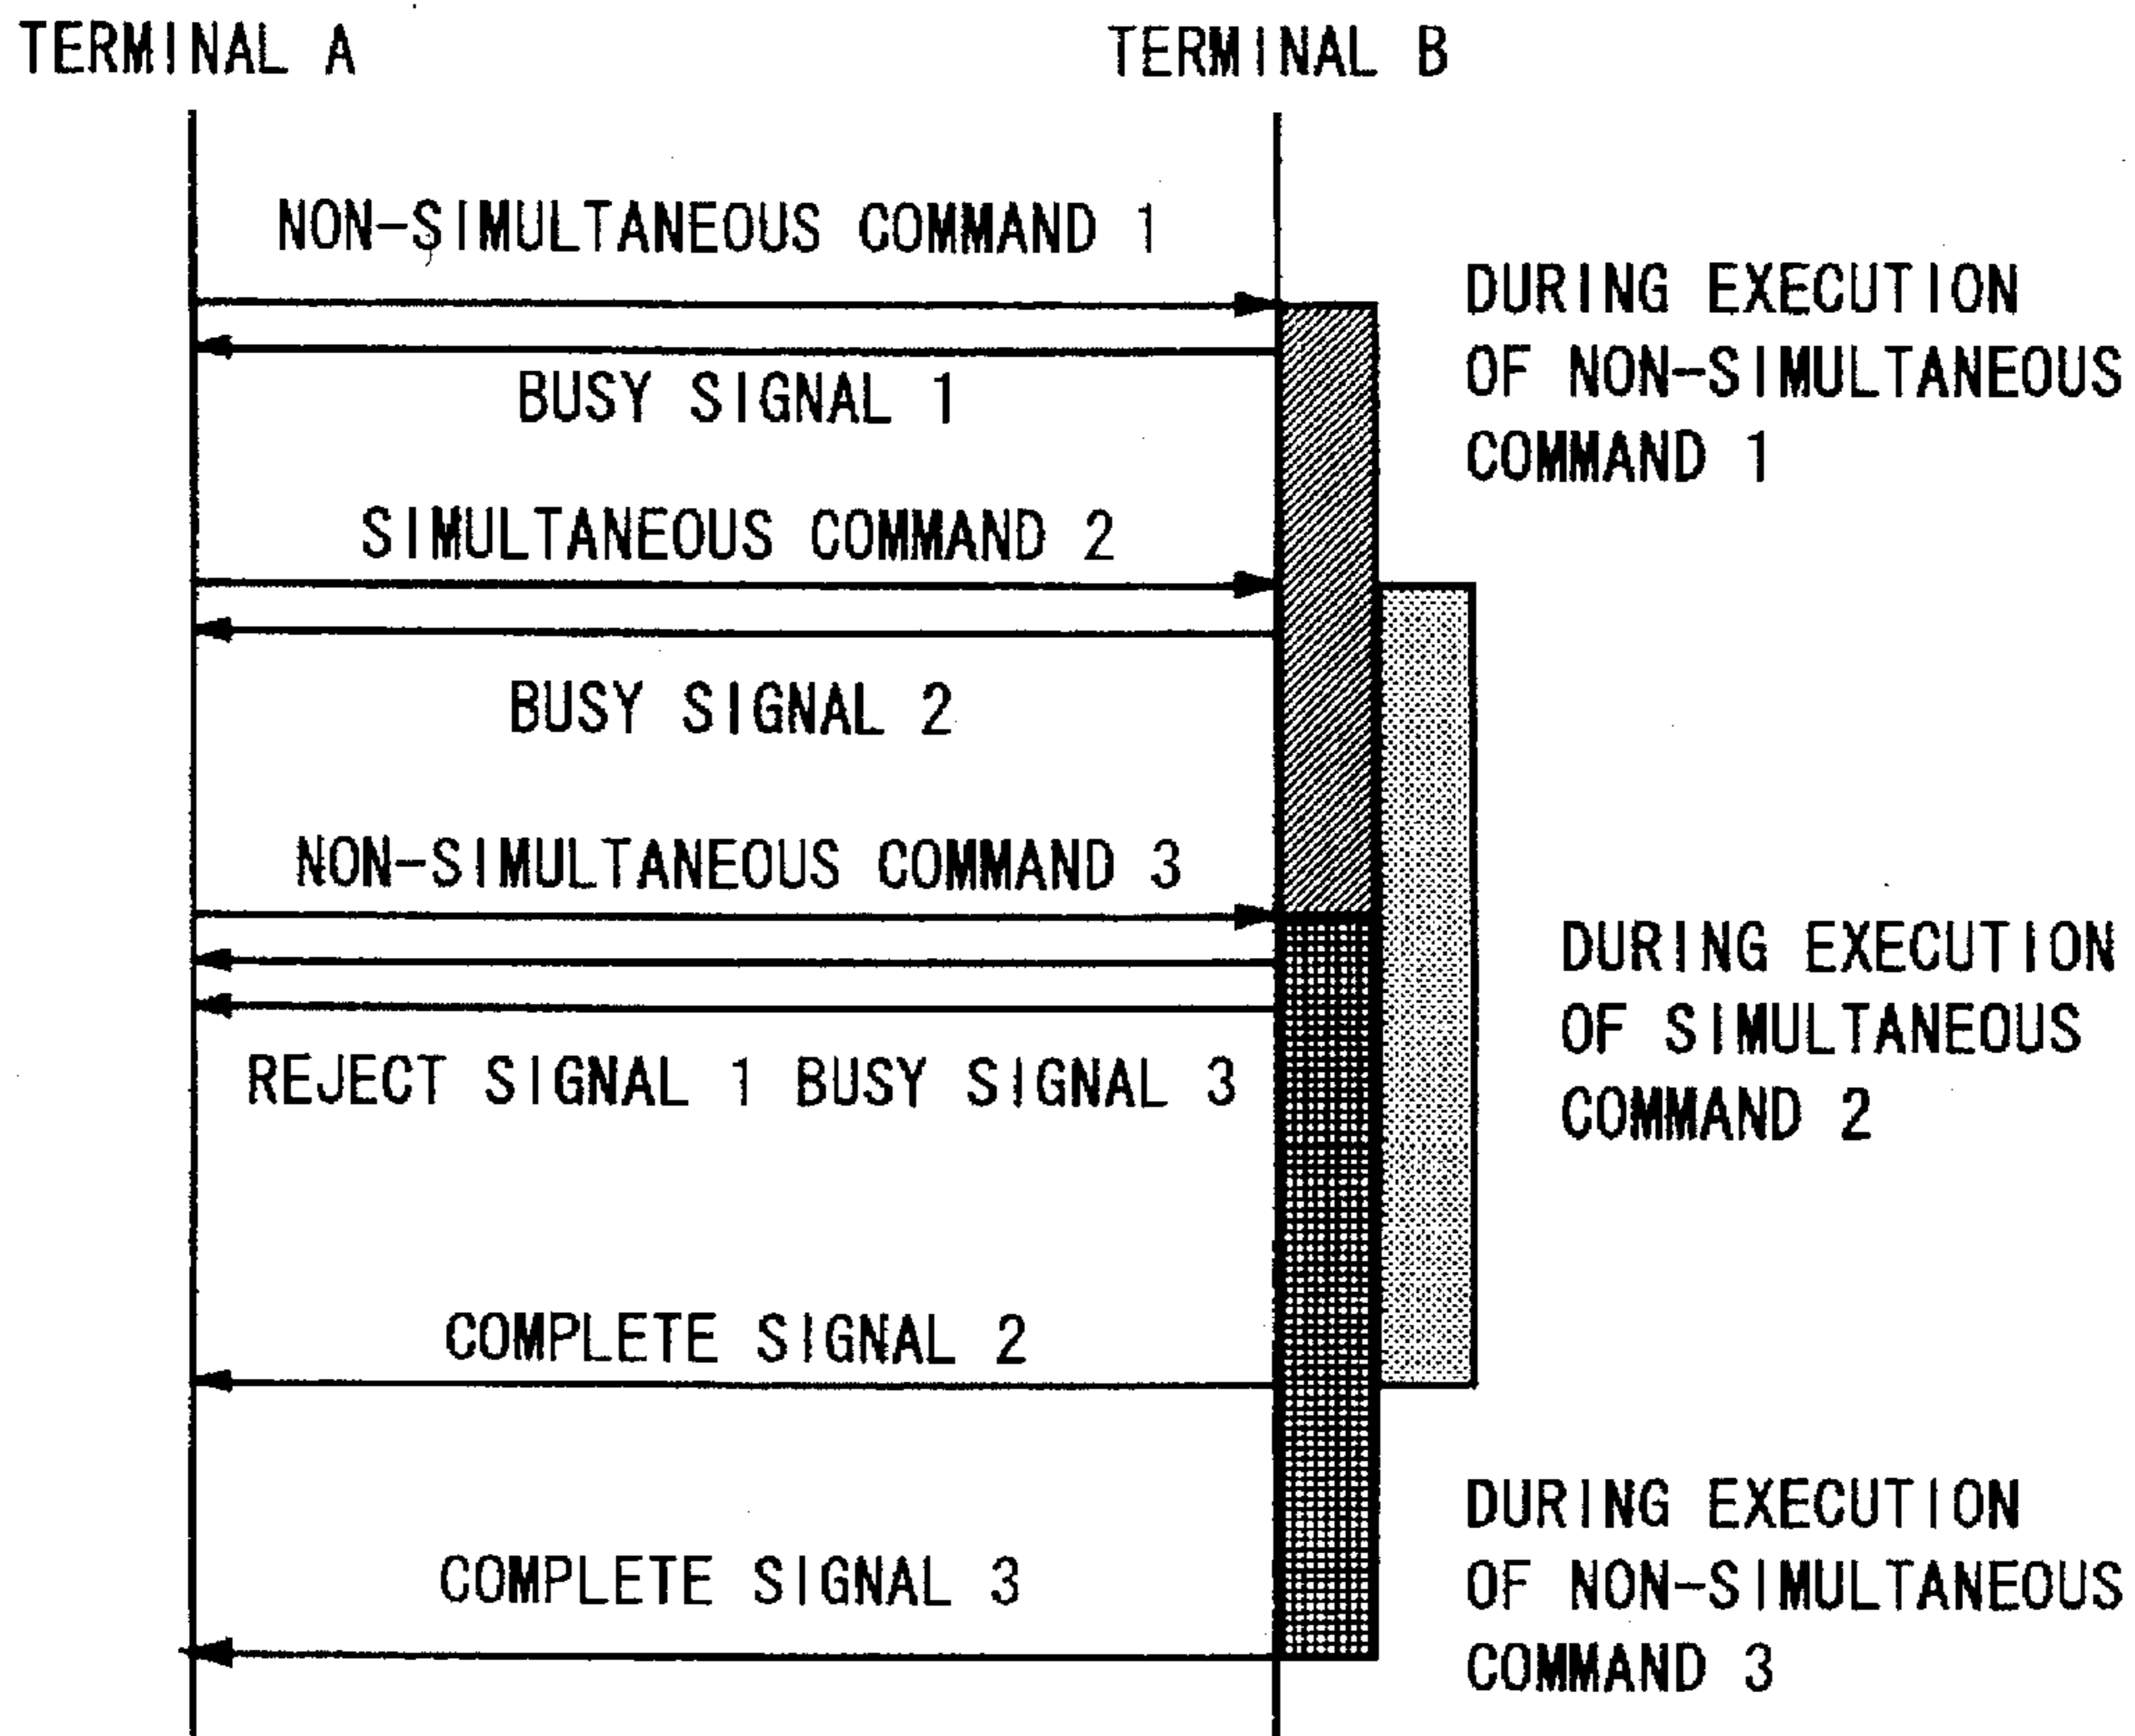 TERMINAL A
TERMINAL B
NON-SIMULTANEOUS COMMAND 1
DURING EXECUTION
OF NON-SIMULTANEOUS
COMMAND 1
BUSY SIGNAL 1
SIMULTANEOUS COMMAND 2
BUSY SIGNAL 2
NON-SIMULTANEOUS COMMAND 3
DURING EXECUTION
OF SIMULTANEOUS
COMMAND 2
REJECT SIGNAL 1 BUSY SIGNAL 3
COMPLETE SIGNAL 2
DURING EXECUTION
OF NON-SIMULTANEOUS
COMMAND 3
COMPLETE SIGNAL 3